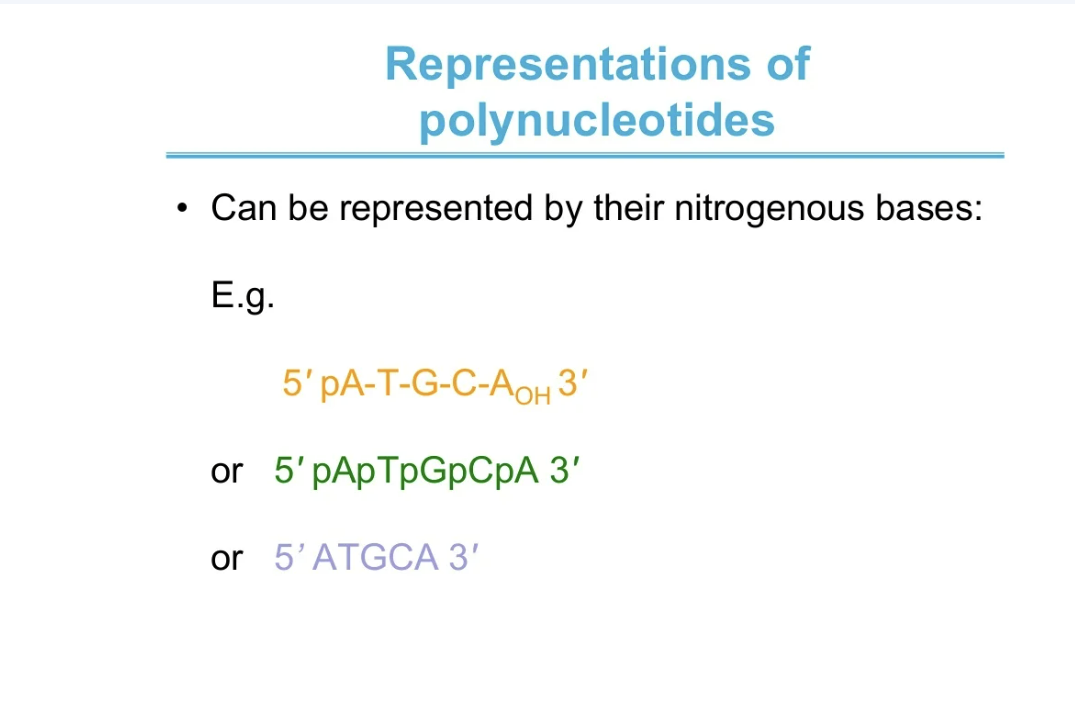 Representations of
polynucleotides
• Can be represented by their nitrogenous bases:
E.g.
5′ pA-T-G-C-A_OH 3′
or 5′ pApTpGpCpA 3′
or 5’ ATGCA 3′